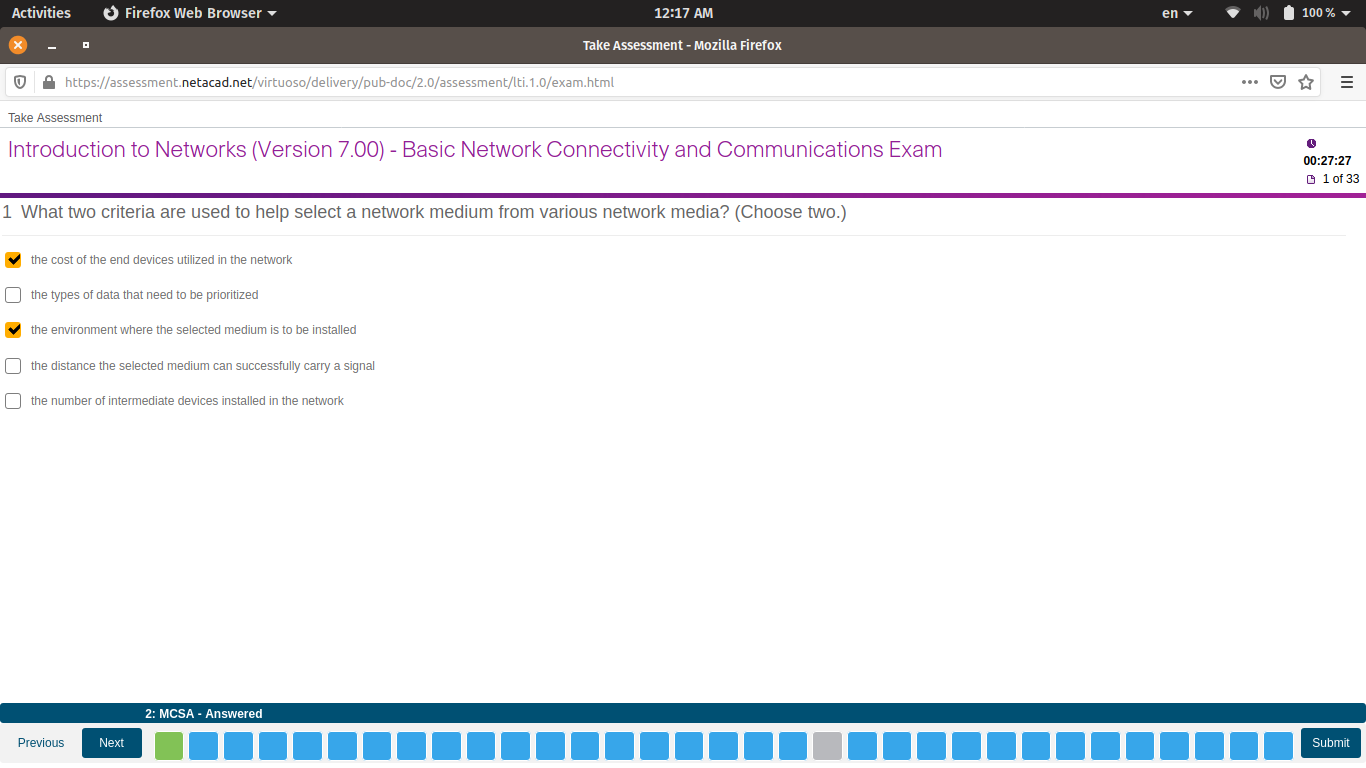 Activities Firefox Web Browser 12:17 AM en 100 %
Take Assessment - Mozilla Firefox
https://assessment.netacad.net/virtuoso/delivery/pub-doc/2.0/assessment/lti.1.0/exam.html
Take Assessment
Introduction to Networks (Version 7.00) - Basic Network Connectivity and Communications Exam
00:27:27
1 of 33
1 What two criteria are used to help select a network medium from various network media? (Choose two.)
the cost of the end devices utilized in the network
the types of data that need to be prioritized
the environment where the selected medium is to be installed
the distance the selected medium can successfully carry a signal
the number of intermediate devices installed in the network
2: MCSA - Answered
Previous Next Submit